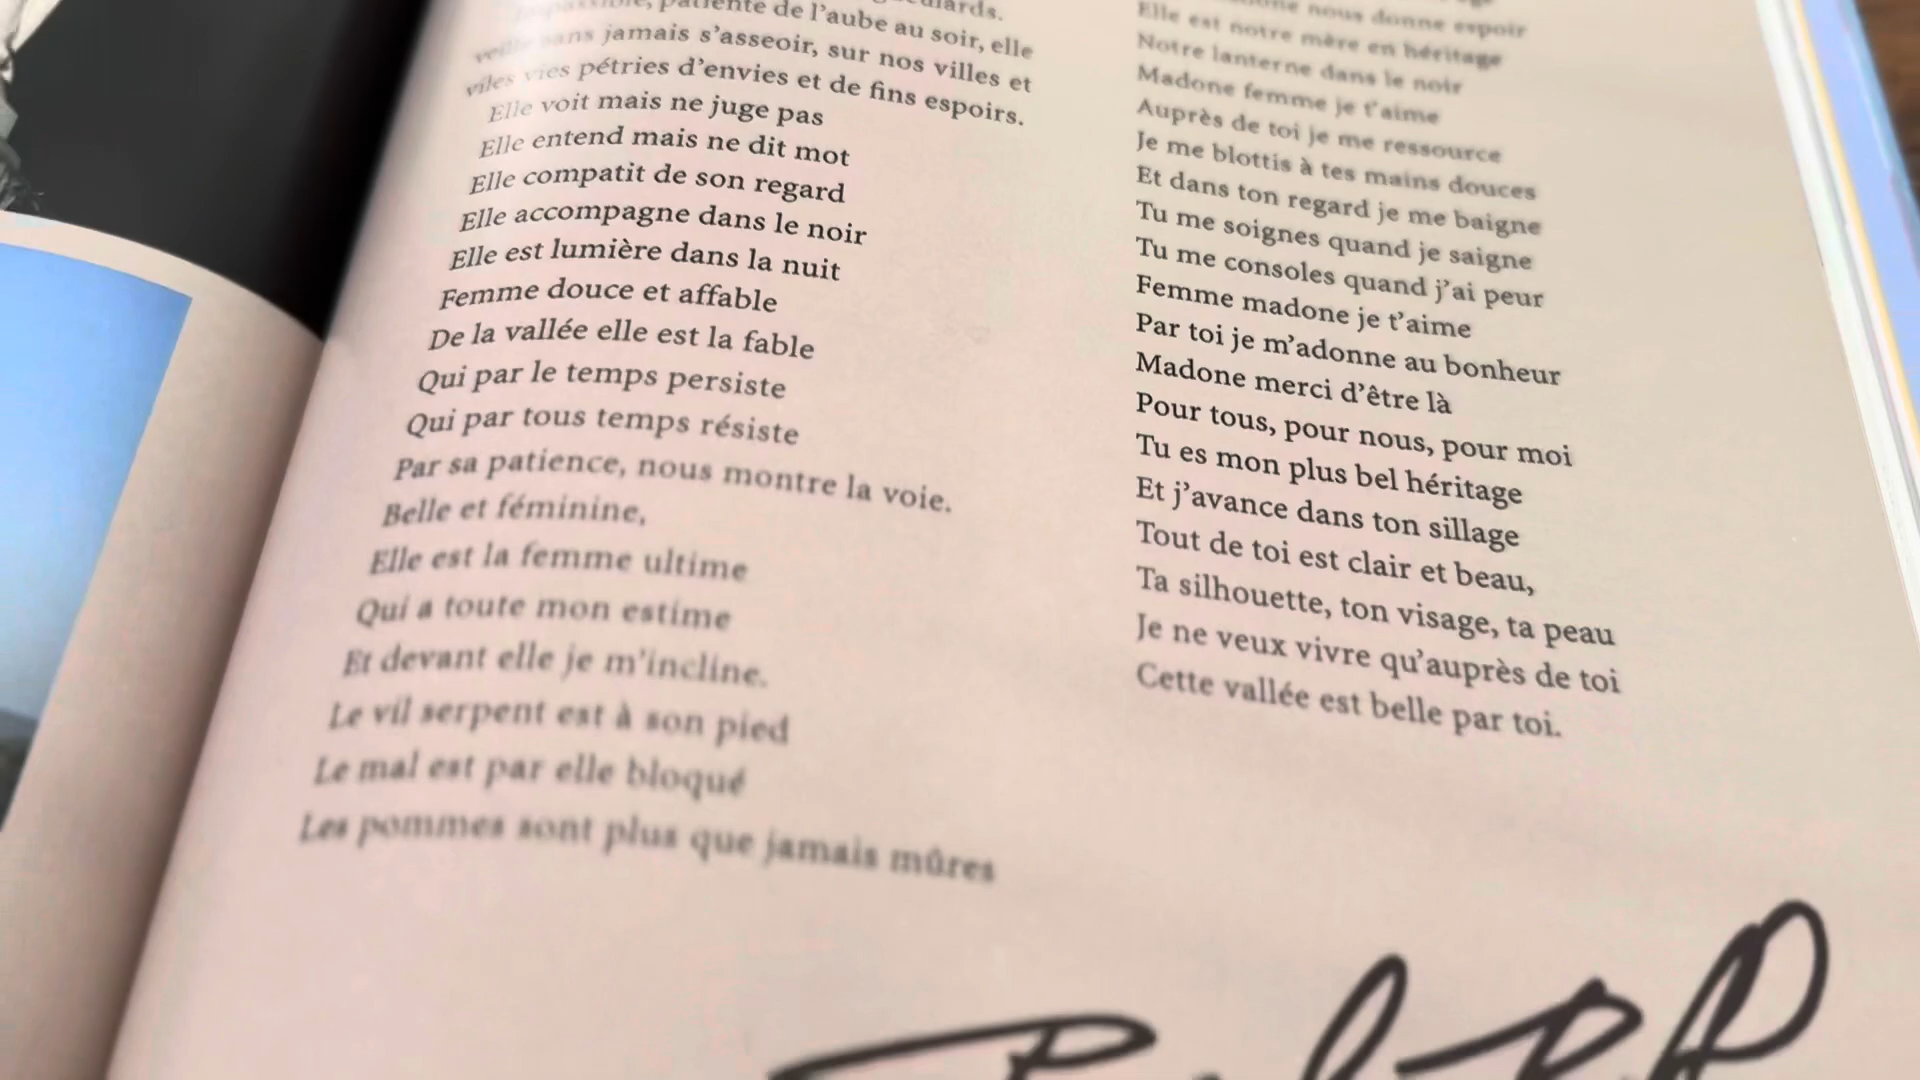 patiente de l'aube au soir, elle
veille sans jamais s'asseoir, sur nos villes et
viles vies pétries d'envies et de fins espoirs.
Elle voit mais ne juge pas
Elle entend mais ne dit mot
Elle compatit de son regard
Elle accompagne dans le noir
Elle est lumière dans la nuit
Femme douce et affable
De la vallée elle est la fable
Qui par le temps persiste
Qui par tous temps résiste
Par sa patience, nous montre la voie.
Belle et féminine,
Elle est la femme ultime
Qui a toute mon estime
Et devant elle je m'incline.
Le vil serpent est à son pied
Le mal est par elle bloqué
Les pommes sont plus que jamais mûres
nous donne espoir
Elle est notre mère en héritage
Notre lanterne dans le noir
Madone femme je t'aime
Auprès de toi je me ressource
Je me blottis à tes mains douces
Et dans ton regard je me baigne
Tu me soignes quand je saigne
Tu me consoles quand j'ai peur
Femme madone je t'aime
Par toi je m'adonne au bonheur
Madone merci d'être là
Pour tous, pour nous, pour moi
Tu es mon plus bel héritage
Et j'avance dans ton sillage
Tout de toi est clair et beau,
Ta silhouette, ton visage, ta peau
Je ne veux vivre qu'auprès de toi
Cette vallée est belle par toi.